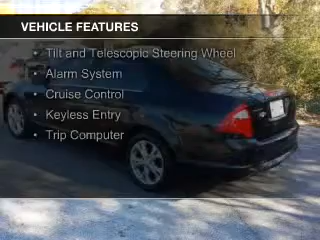 VEHICLE FEATURES
• Tilt and Telescopic Steering Wheel
• Alarm System
• Cruise Control
• Keyless Entry
• Trip Computer